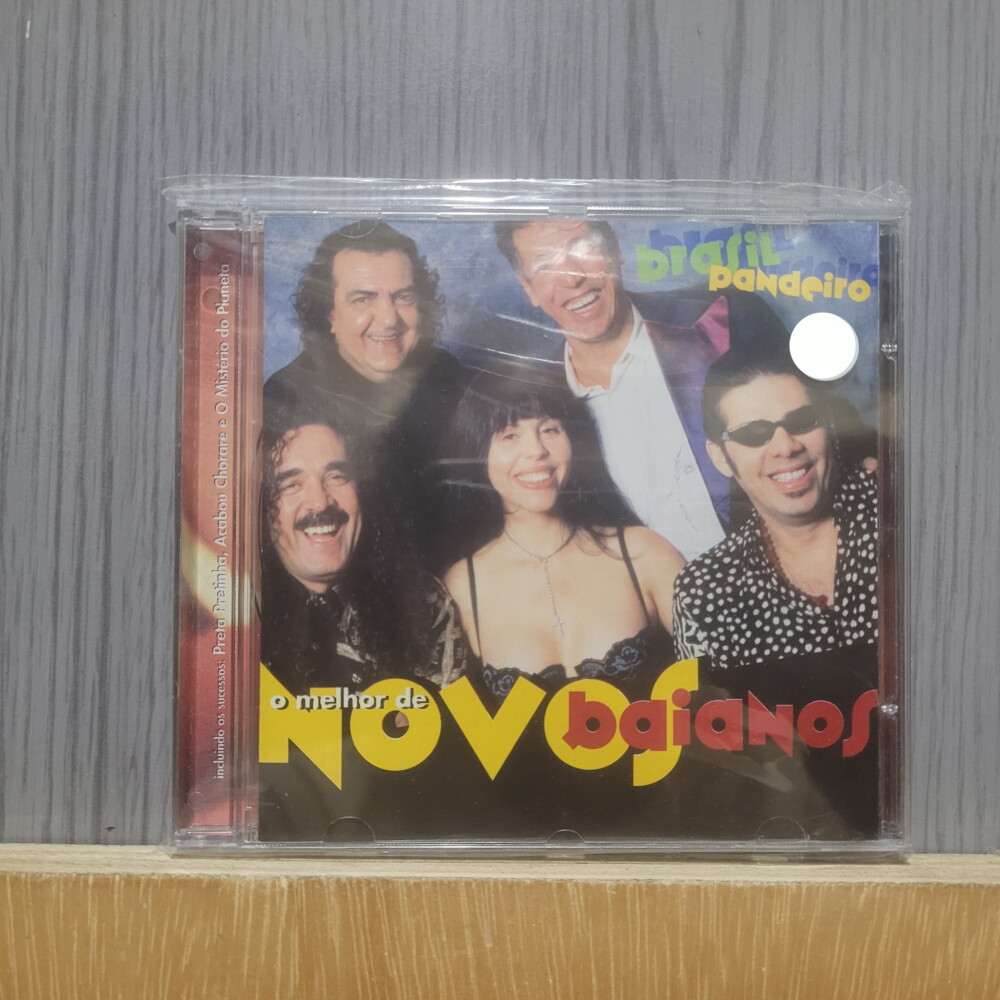 brasil
pandeiro
o melhor de
NOVOS
baianos
incluindo os sucessos: Preta Pretinha, Acabou Chorare e O Mistério do Planeta